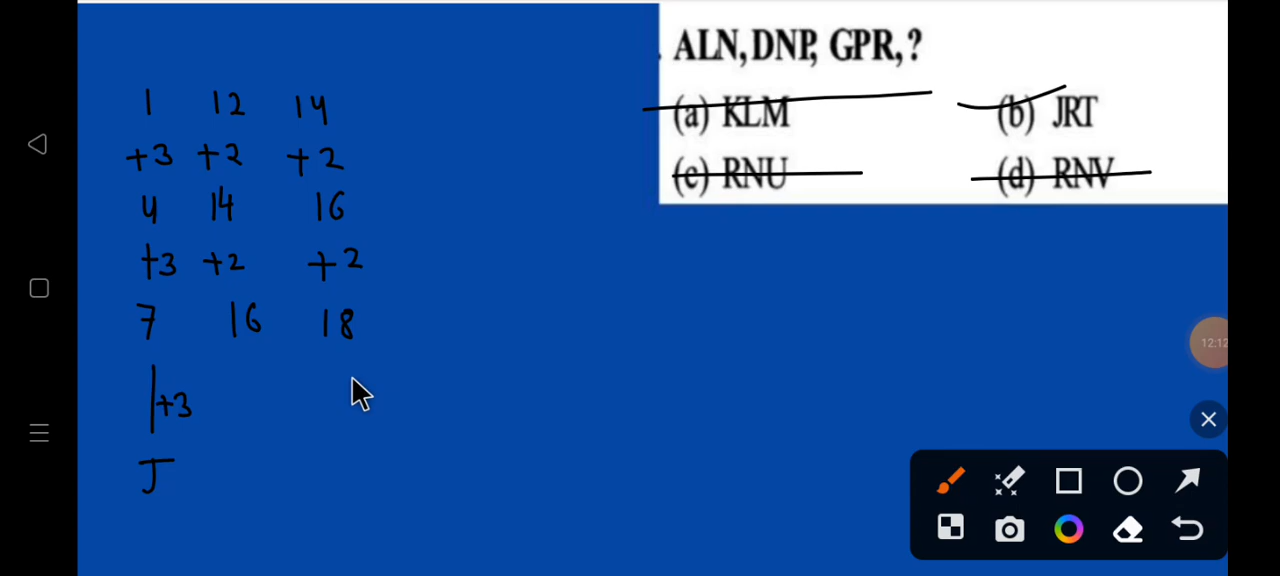 . ALN, DNP, GPR, ?
(a) KLM (b) JRT
(c) RNU (d) RNV
1 12 14
+3 +2 +2
4 14 16
+3 +2 +2
7 16 18
+3
J
12:12